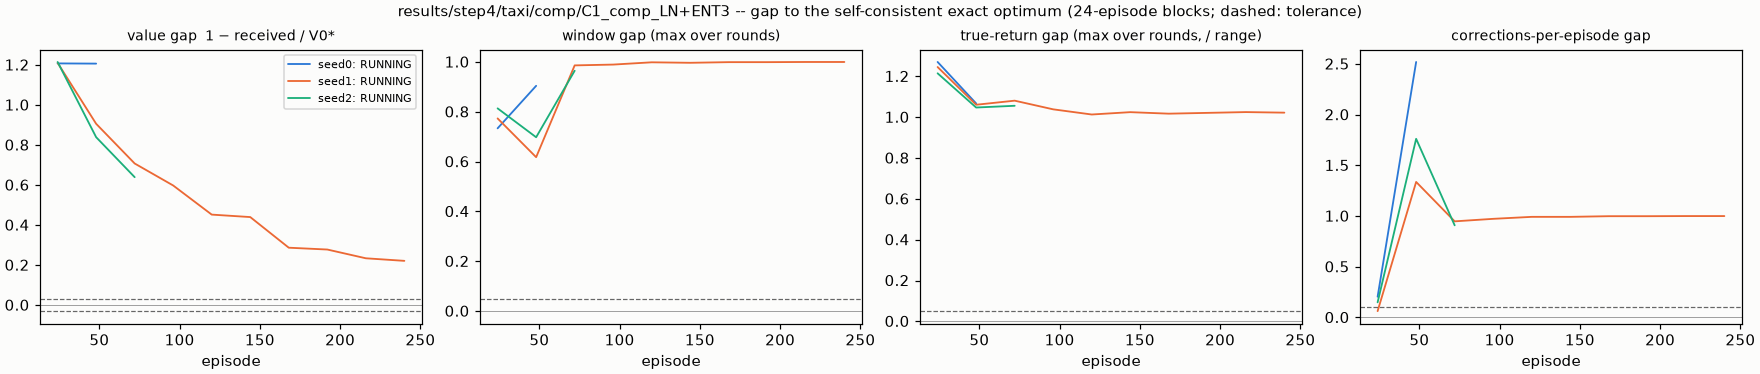 results/step4/taxi/comp/C1_comp_LN+ENT3 -- gap to the self-consistent exact optimum (24-episode blocks; dashed: tolerance)
value gap 1 − received / V0*
1.2
1.0
0.8
0.6
0.4
0.2
0.0
seed0: RUNNING
seed1: RUNNING
seed2: RUNNING
50 100 150 200 250
episode
window gap (max over rounds)
1.0
0.8
0.6
0.4
0.2
0.0
50 100 150 200 250
episode
true-return gap (max over rounds, / range)
1.2
1.0
0.8
0.6
0.4
0.2
0.0
50 100 150 200 250
episode
corrections-per-episode gap
2.5
2.0
1.5
1.0
0.5
0.0
50 100 150 200 250
episode